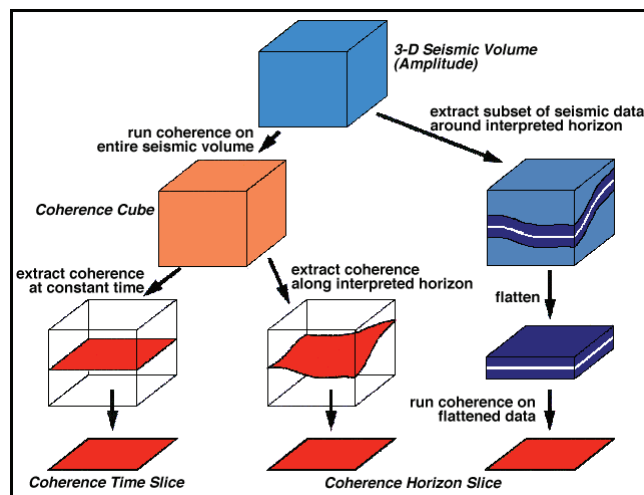 3-D Seismic Volume
(Amplitude)
run coherence on
entire seismic volume
extract subset of seismic data
around interpreted horizon
Coherence Cube
extract coherence
at constant time
extract coherence
along interpreted horizon
flatten
run coherence on
flattened data
Coherence Time Slice
Coherence Horizon Slice